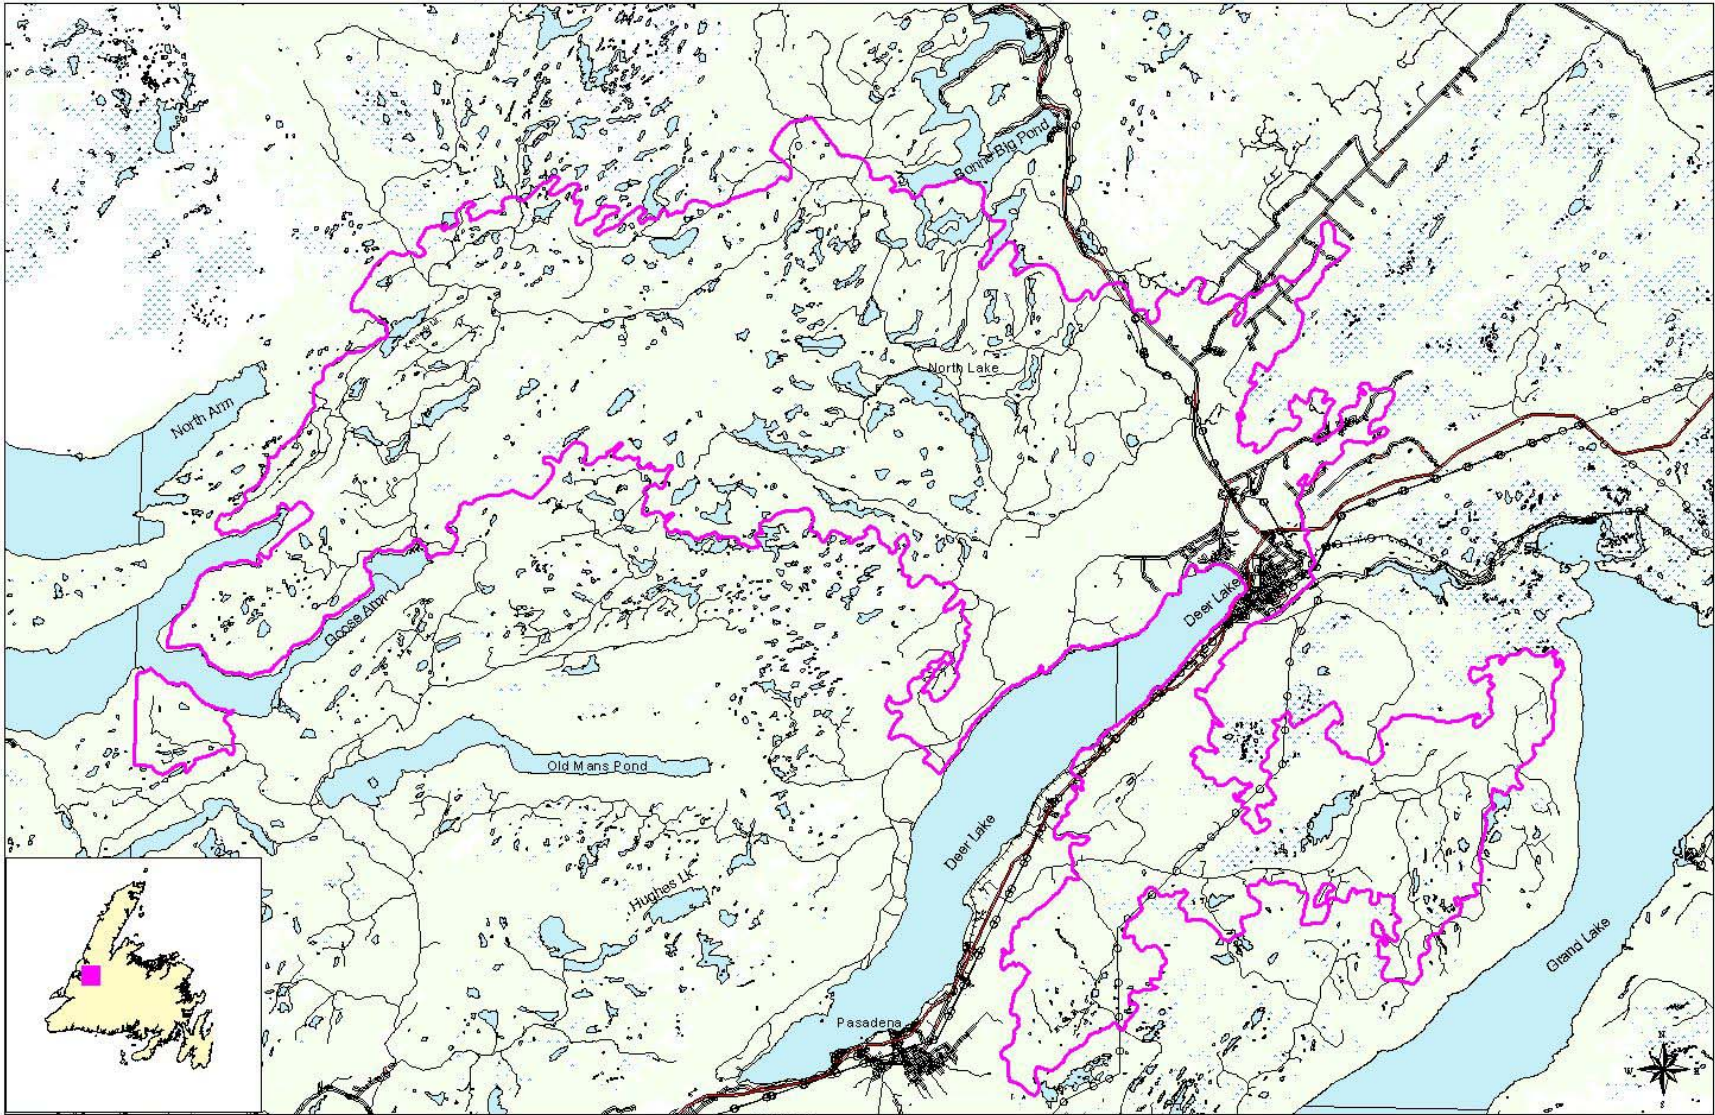 Bonne Big Pond
North Lake
North Arm
Goose Arm
Deer Lake
Old Mans Pond
Deer Lake
Hughes Lk.
Grand Lake
Pasadena
N
W
E
S